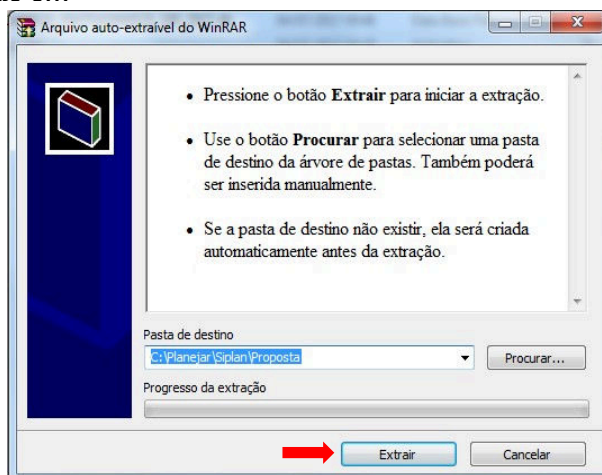 Arquivo auto-extraível do WinRAR
• Pressione o botão Extrair para iniciar a extração.
• Use o botão Procurar para selecionar uma pasta
de destino da árvore de pastas. Também poderá
ser inserida manualmente.
• Se a pasta de destino não existir, ela será criada
automaticamente antes da extração.
Pasta de destino
C:\Planejar\Siplan\Proposta
Procurar...
Progresso da extração
Extrair
Cancelar